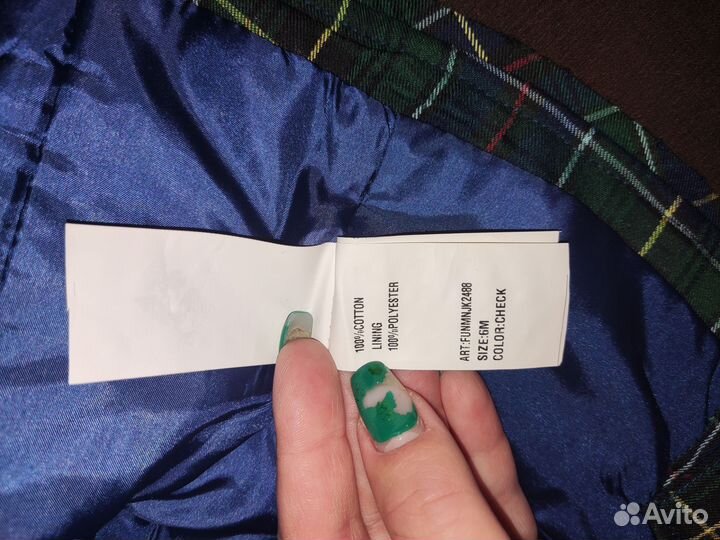 100%COTTON
LINING
100%POLYESTER
ART:FUNMNJK2488
SIZE:6M
COLOR:CHECK
Avito